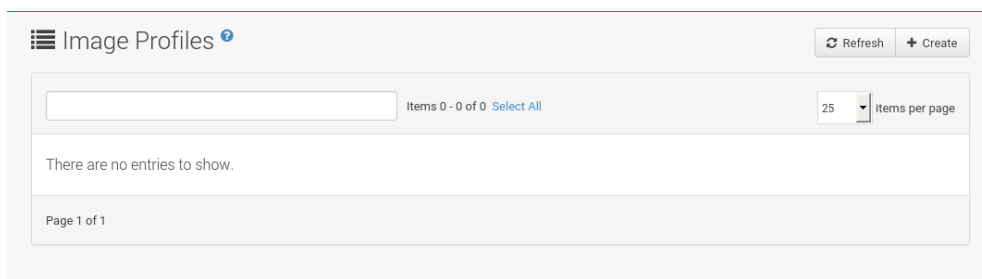 Image Profiles ?
Refresh + Create
Items 0 - 0 of 0 Select All
25 items per page
There are no entries to show.
Page 1 of 1